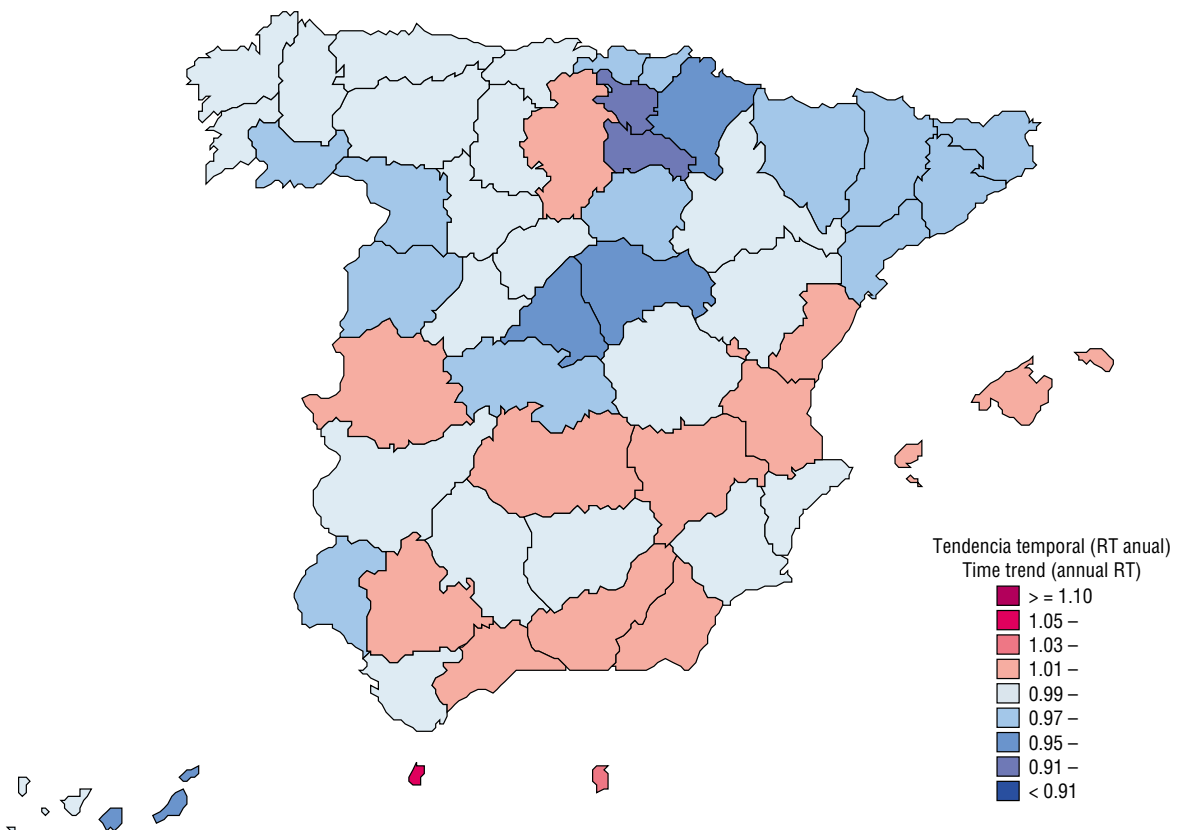 Tendencia temporal (RT anual)
Time trend (annual RT)
> = 1.10
1.05 –
1.03 –
1.01 –
0.99 –
0.97 –
0.95 –
0.91 –
< 0.91